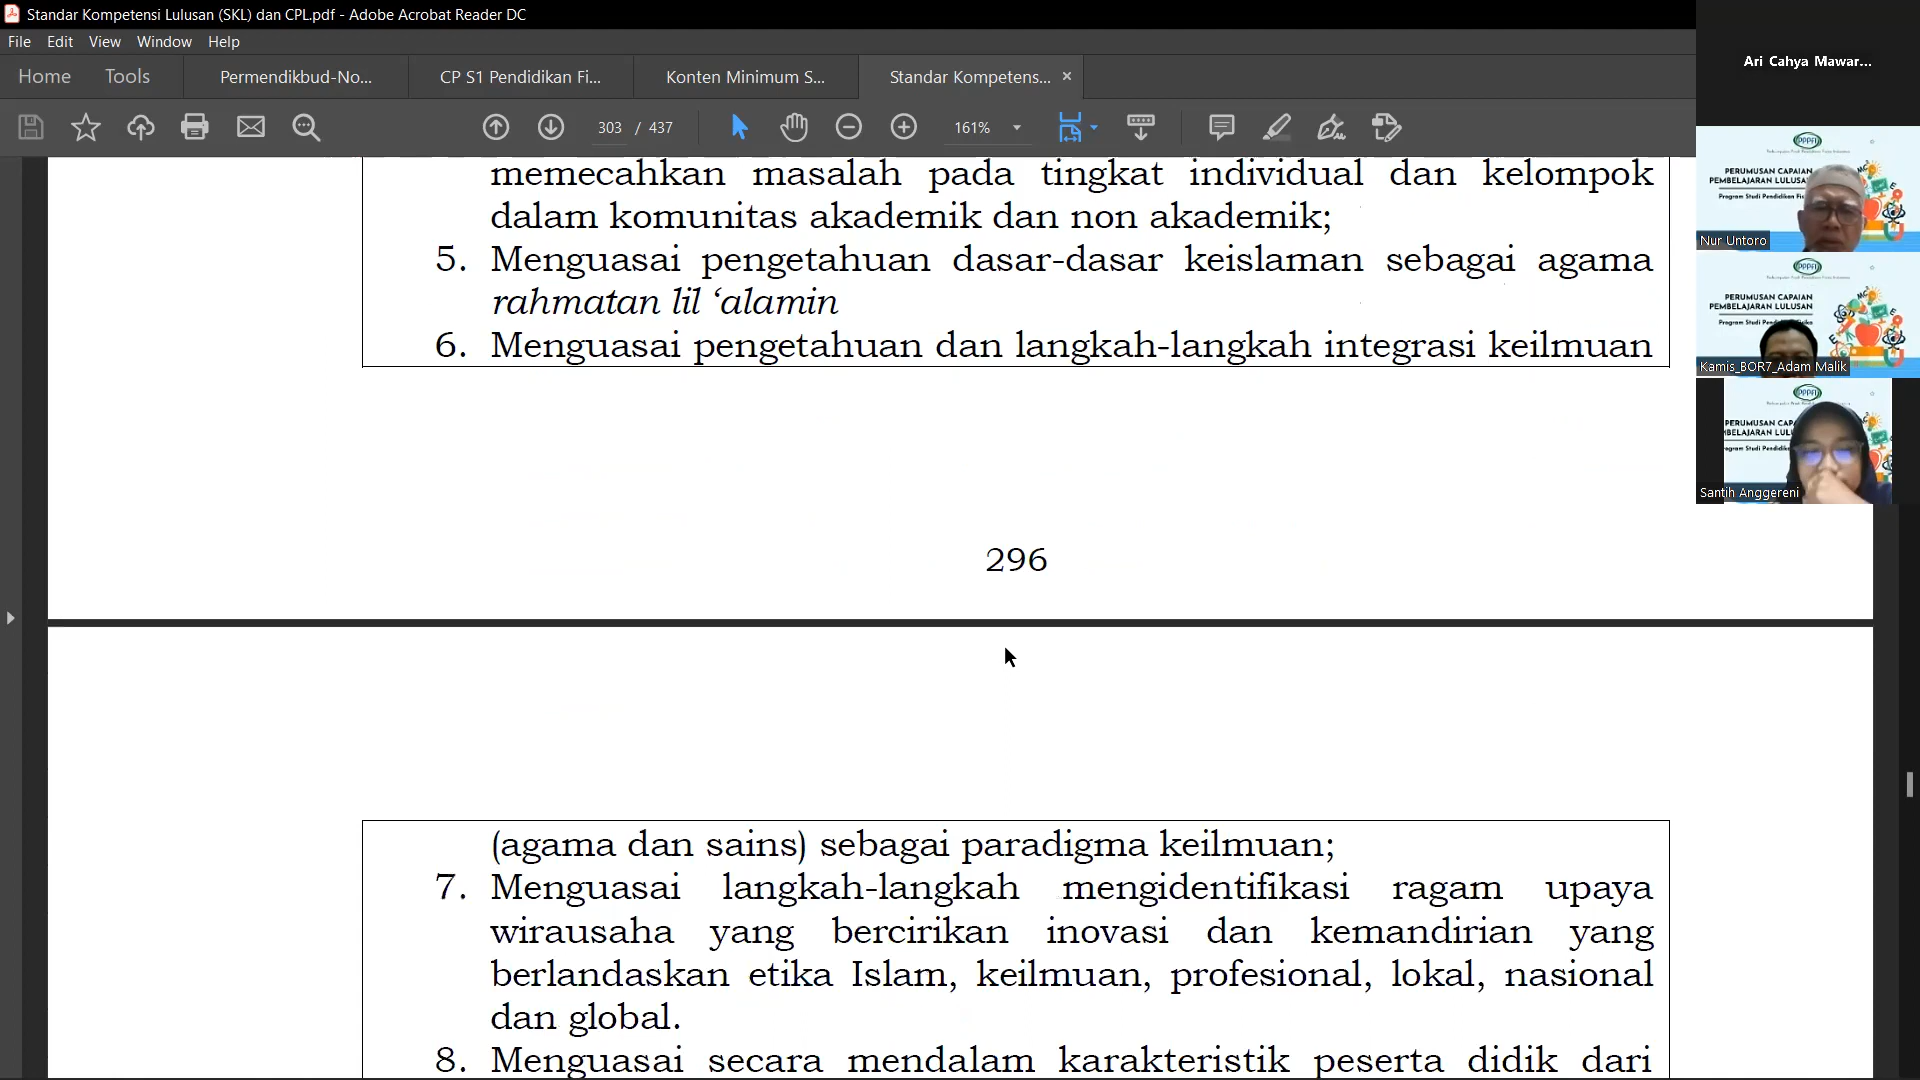 Standar Kompetensi Lulusan (SKL) dan CPL.pdf - Adobe Acrobat Reader DC
File Edit View Window Help
Home Tools Permendikbud-No... CP S1 Pendidikan Fi... Konten Minimum S... Standar Kompetens... ×
303 / 437 161%
memecahkan masalah pada tingkat individual dan kelompok
dalam komunitas akademik dan non akademik;
5. Menguasai pengetahuan dasar-dasar keislaman sebagai agama
rahmatan lil ‘alamin
6. Menguasai pengetahuan dan langkah-langkah integrasi keilmuan
296
(agama dan sains) sebagai paradigma keilmuan;
7. Menguasai langkah-langkah mengidentifikasi ragam upaya
wirausaha yang bercirikan inovasi dan kemandirian yang
berlandaskan etika Islam, keilmuan, profesional, lokal, nasional
dan global.
8. Menguasai secara mendalam karakteristik peserta didik dari
Ari Cahya Mawar...
PERUMUSAN CAPAIAN
PEMBELAJARAN LULUSAN
Program Studi Pendidikan Fis
Nur Untoro
PERUMUSAN CAPAIAN
PEMBELAJARAN LULUSAN
Kamis_BOR7_Adam Malik
PERUMUSAN CAP
Santih Anggereni